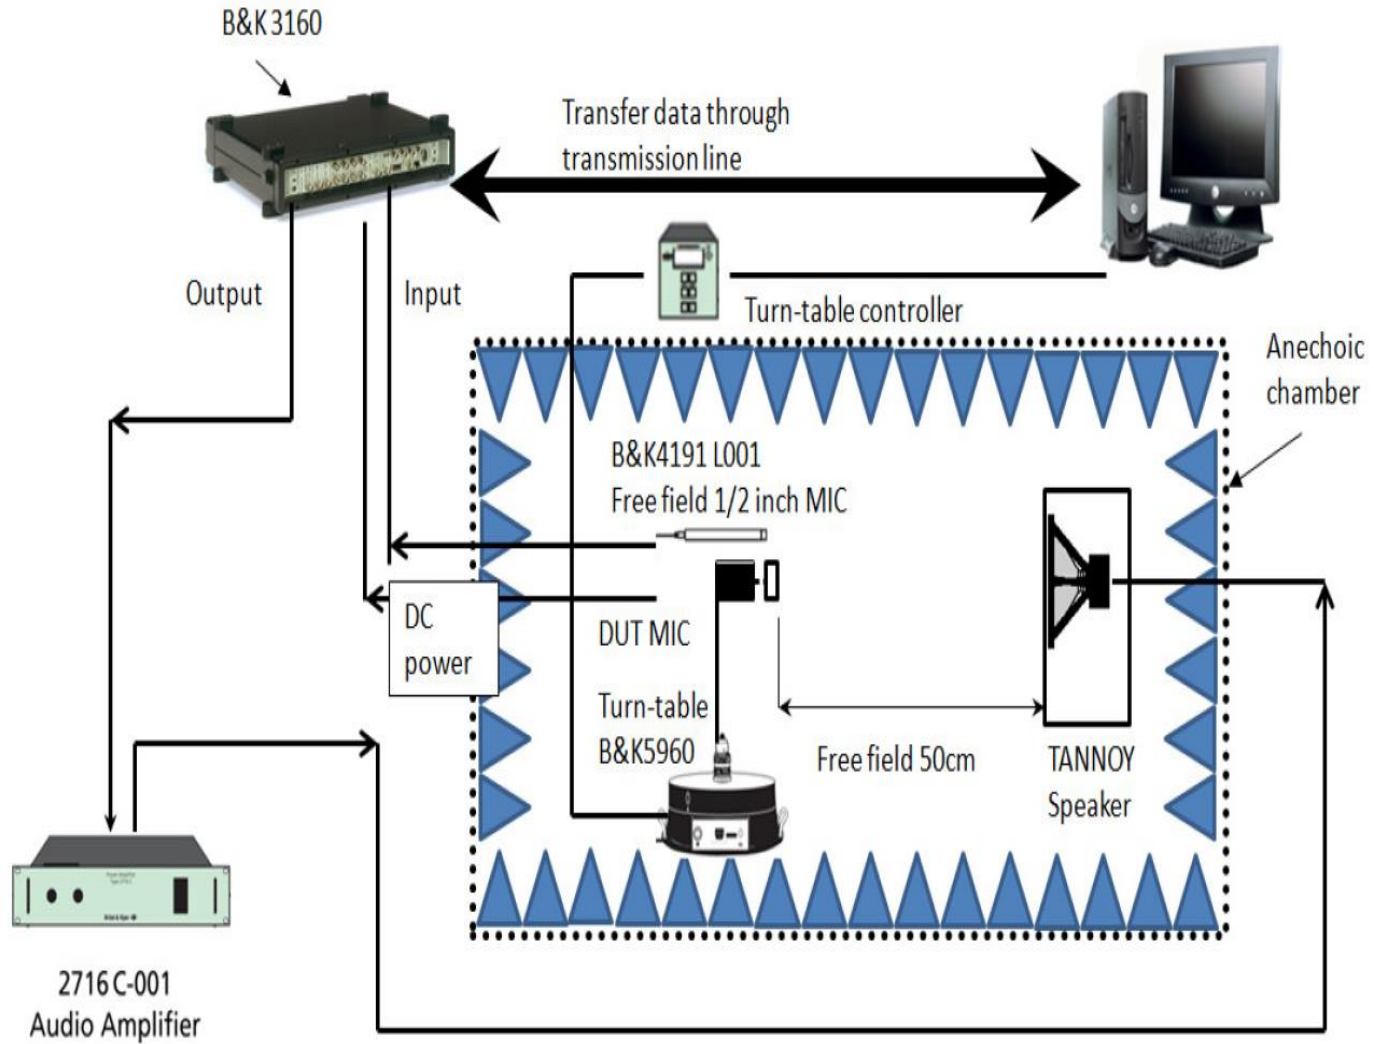 B&K 3160
Transfer data through
transmission line
Output
Input
Turn-table controller
Anechoic
chamber
B&K4191 L001
Free field 1/2 inch MIC
DC
power
DUT MIC
Turn-table
B&K5960
Free field 50cm
TANNOY
Speaker
2716 C-001
Audio Amplifier